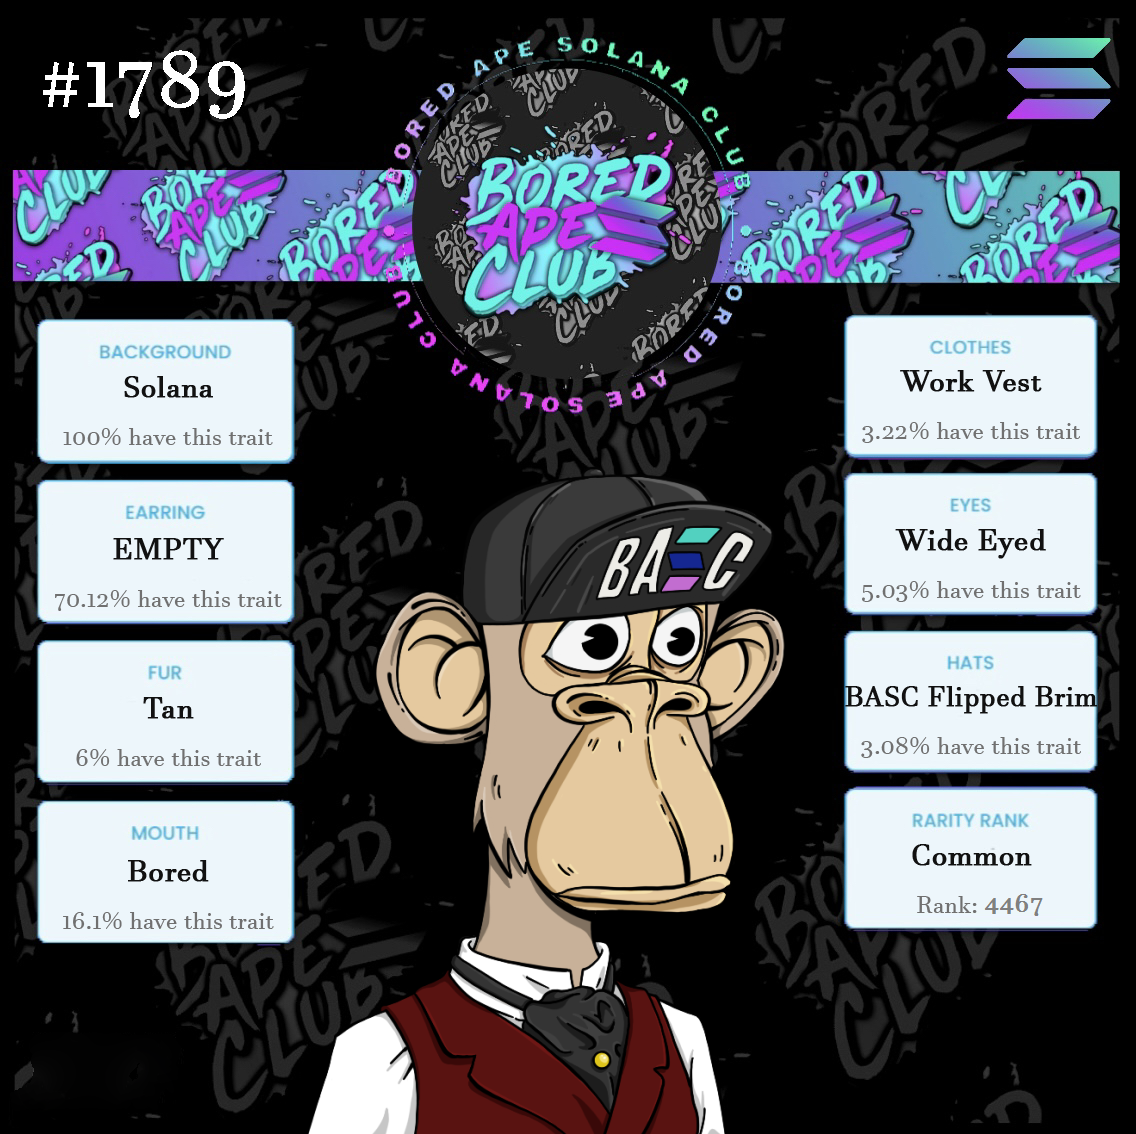 #1789
BORED APE SOLANA CLUB
BORED APE SOLANA CLUB
BORED
APE
CLUB
BACKGROUND
Solana
100% have this trait
EARRING
EMPTY
70.12% have this trait
FUR
Tan
6% have this trait
MOUTH
Bored
16.1% have this trait
CLOTHES
Work Vest
3.22% have this trait
EYES
Wide Eyed
5.03% have this trait
HATS
BASC Flipped Brim
3.08% have this trait
RARITY RANK
Common
Rank: 4467
BASC